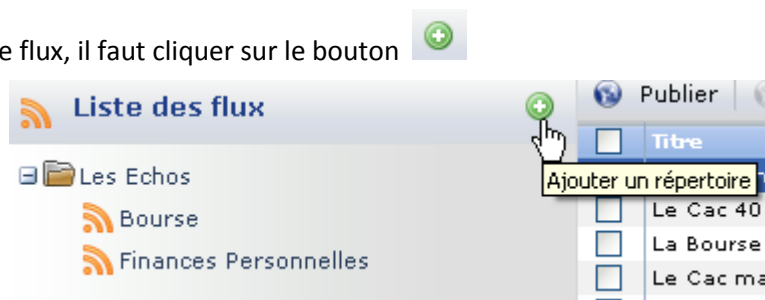 e flux, il faut cliquer sur le bouton
Liste des flux
Publier
Titre
Les Echos
Ajouter un répertoire
Bourse
Le Cac 40
La Bourse
Finances Personnelles
Le Cac ma